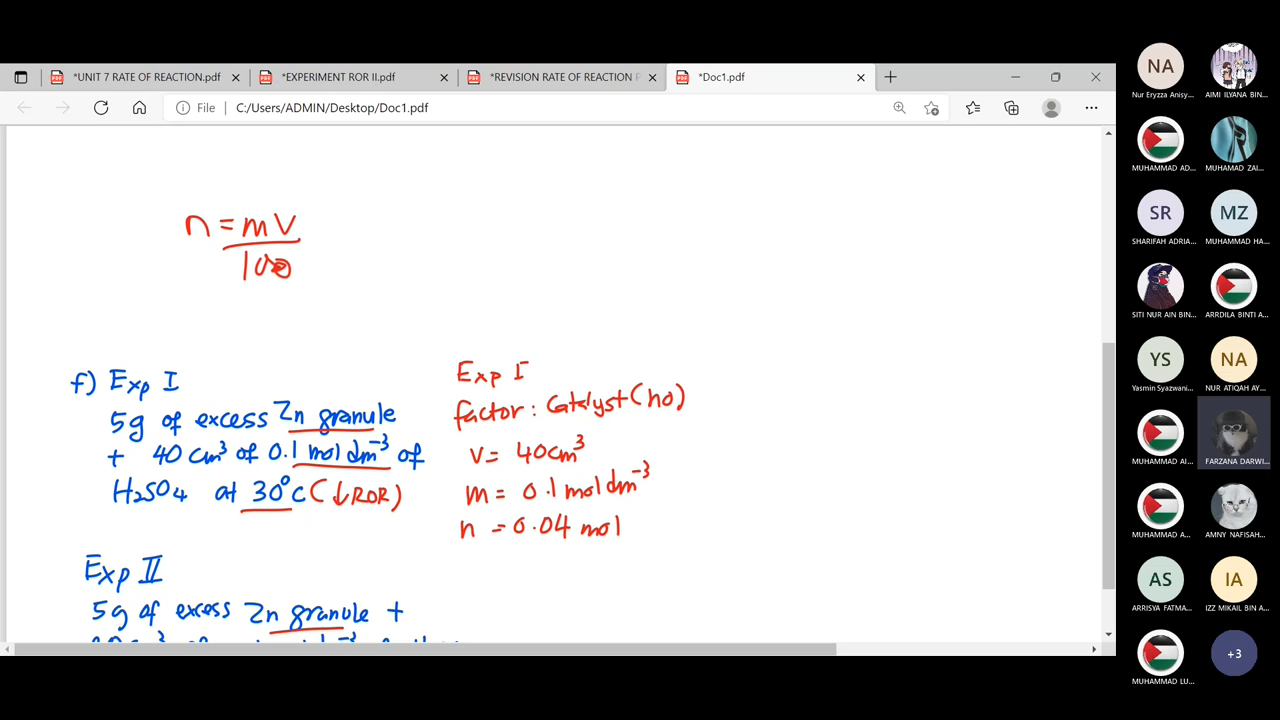 *UNIT 7 RATE OF REACTION.pdf
*EXPERIMENT ROR II.pdf
*REVISION RATE OF REACTION P
*Doc1.pdf
File C:/Users/ADMIN/Desktop/Doc1.pdf
n = mV
1000
f) Exp I
5g of excess Zn granule
+ 40 cm³ of 0.1 mol dm⁻³ of
H₂SO₄ at 30°c (↓ROR)
Exp II
5g of excess Zn granule +
Exp I
factor: Catalyst (no)
v = 40cm³
m = 0.1 mol dm⁻³
n = 0.04 mol
NA
Nur Eryzza Anisy...
AIMI ILYANA BIN...
MUHAMMAD AD...
MUHAMAD ZAI...
SR
SHARIFAH ADRIA...
MZ
MUHAMMAD HA...
SITI NUR AIN BIN...
ARRDILA BINTI A...
YS
Yasmin Syazwani...
NA
NUR ATIQAH AY...
MUHAMMAD AI...
FARZANA DARWI...
MUHAMMAD A...
AMNY NAFISAH...
AS
ARRISYA FATMA...
IA
IZZ MIKAIL BIN A...
MUHAMMAD LU...
+3